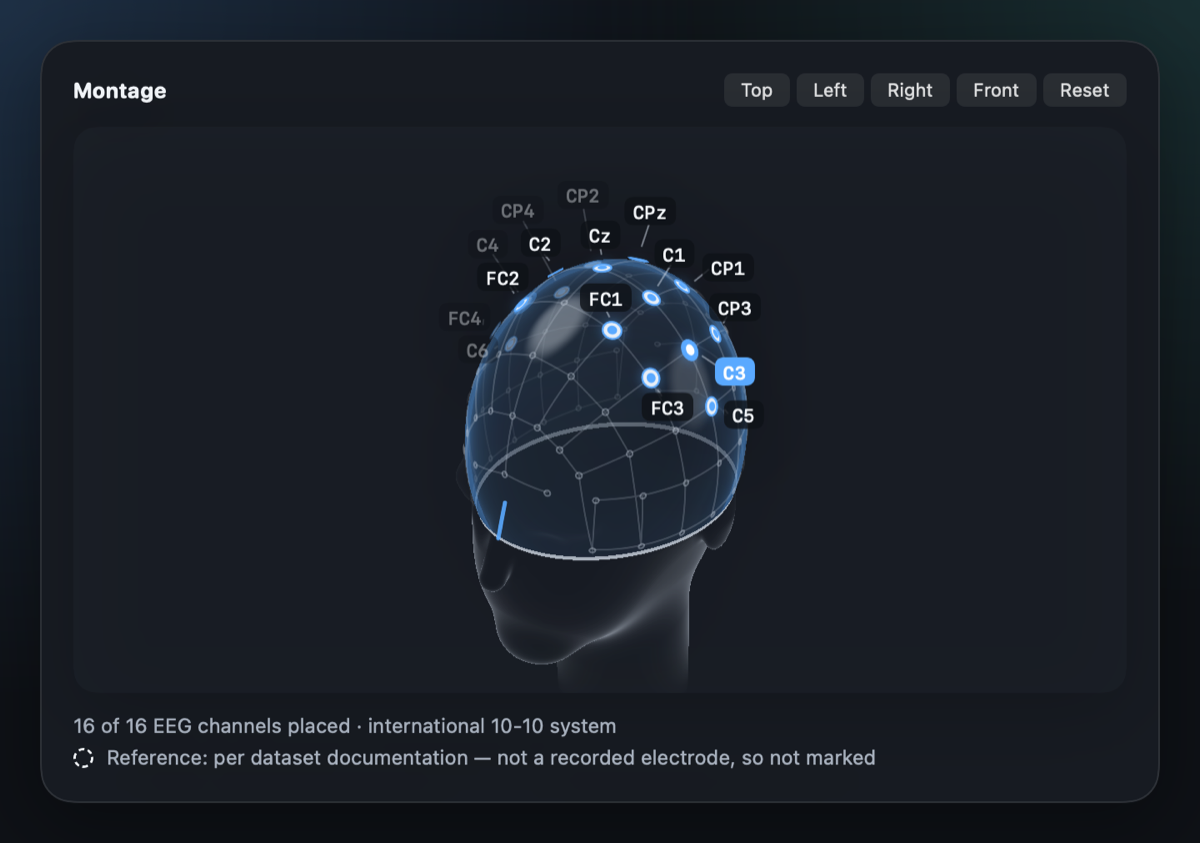 Montage
Top Left Right Front Reset
CP2
CP4 CPz
Cz
C4 C2
C1
CP1
FC2
FC1
CP3
FC4
C6
C3
FC3
C5
16 of 16 EEG channels placed · international 10-10 system
Reference: per dataset documentation — not a recorded electrode, so not marked